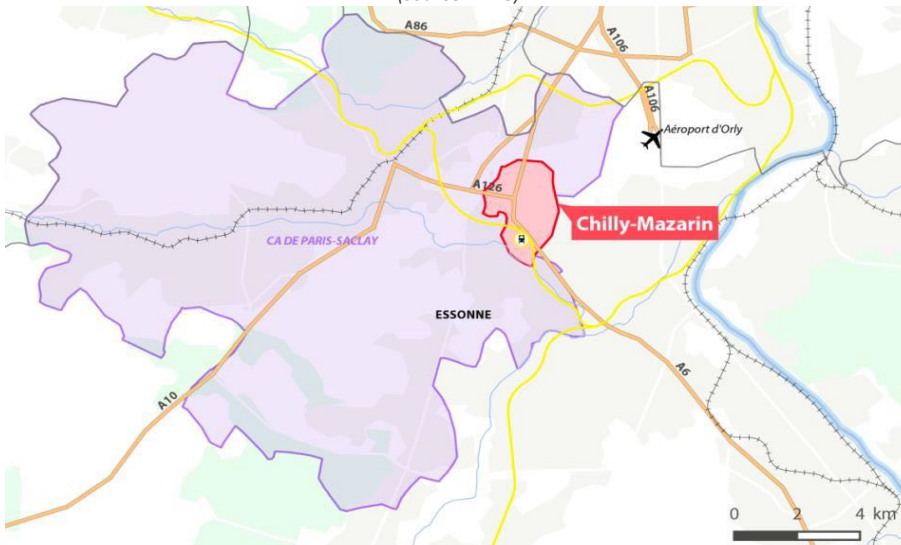 A86
A106
A106
Aéroport d'Orly
A126
Chilly-Mazarin
CA DE PARIS-SACLAY
ESSONNE
A6
A10
0 2 4 km